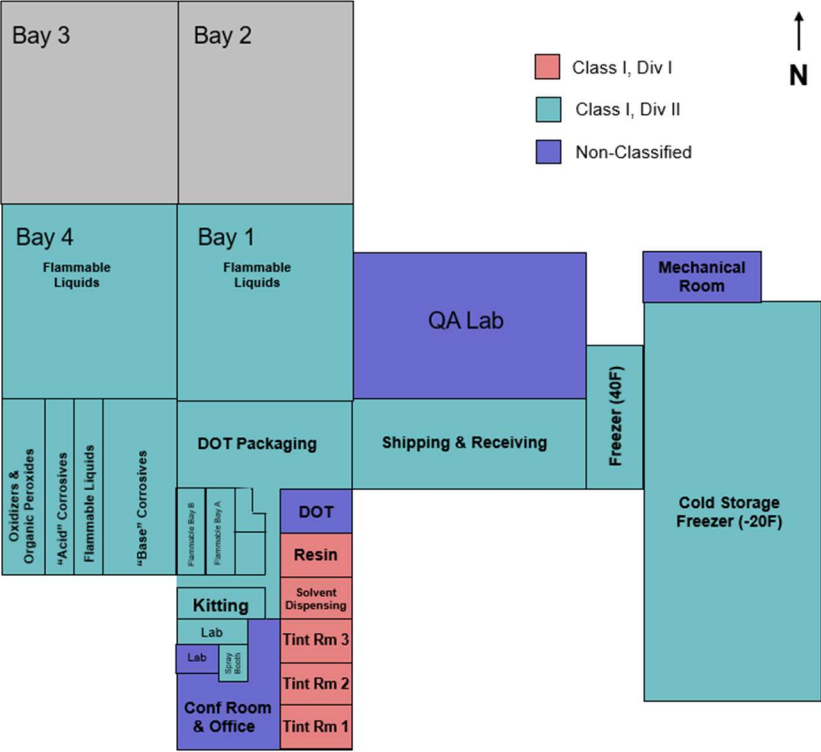 Bay 3
Bay 2
Class I, Div I
Class I, Div II
Non-Classified
N
Bay 4
Flammable
Liquids
Bay 1
Flammable
Liquids
QA Lab
Mechanical
Room
Freezer (40F)
Cold Storage
Freezer (-20F)
Oxidizers &
Organic Peroxides
"Acid" Corrosives
Flammable Liquids
"Base" Corrosives
DOT Packaging
Shipping & Receiving
Flammable Bay B
Flammable Bay A
DOT
Resin
Solvent
Dispensing
Kitting
Lab
Lab
Spray
Booth
Tint Rm 3
Tint Rm 2
Tint Rm 1
Conf Room
& Office